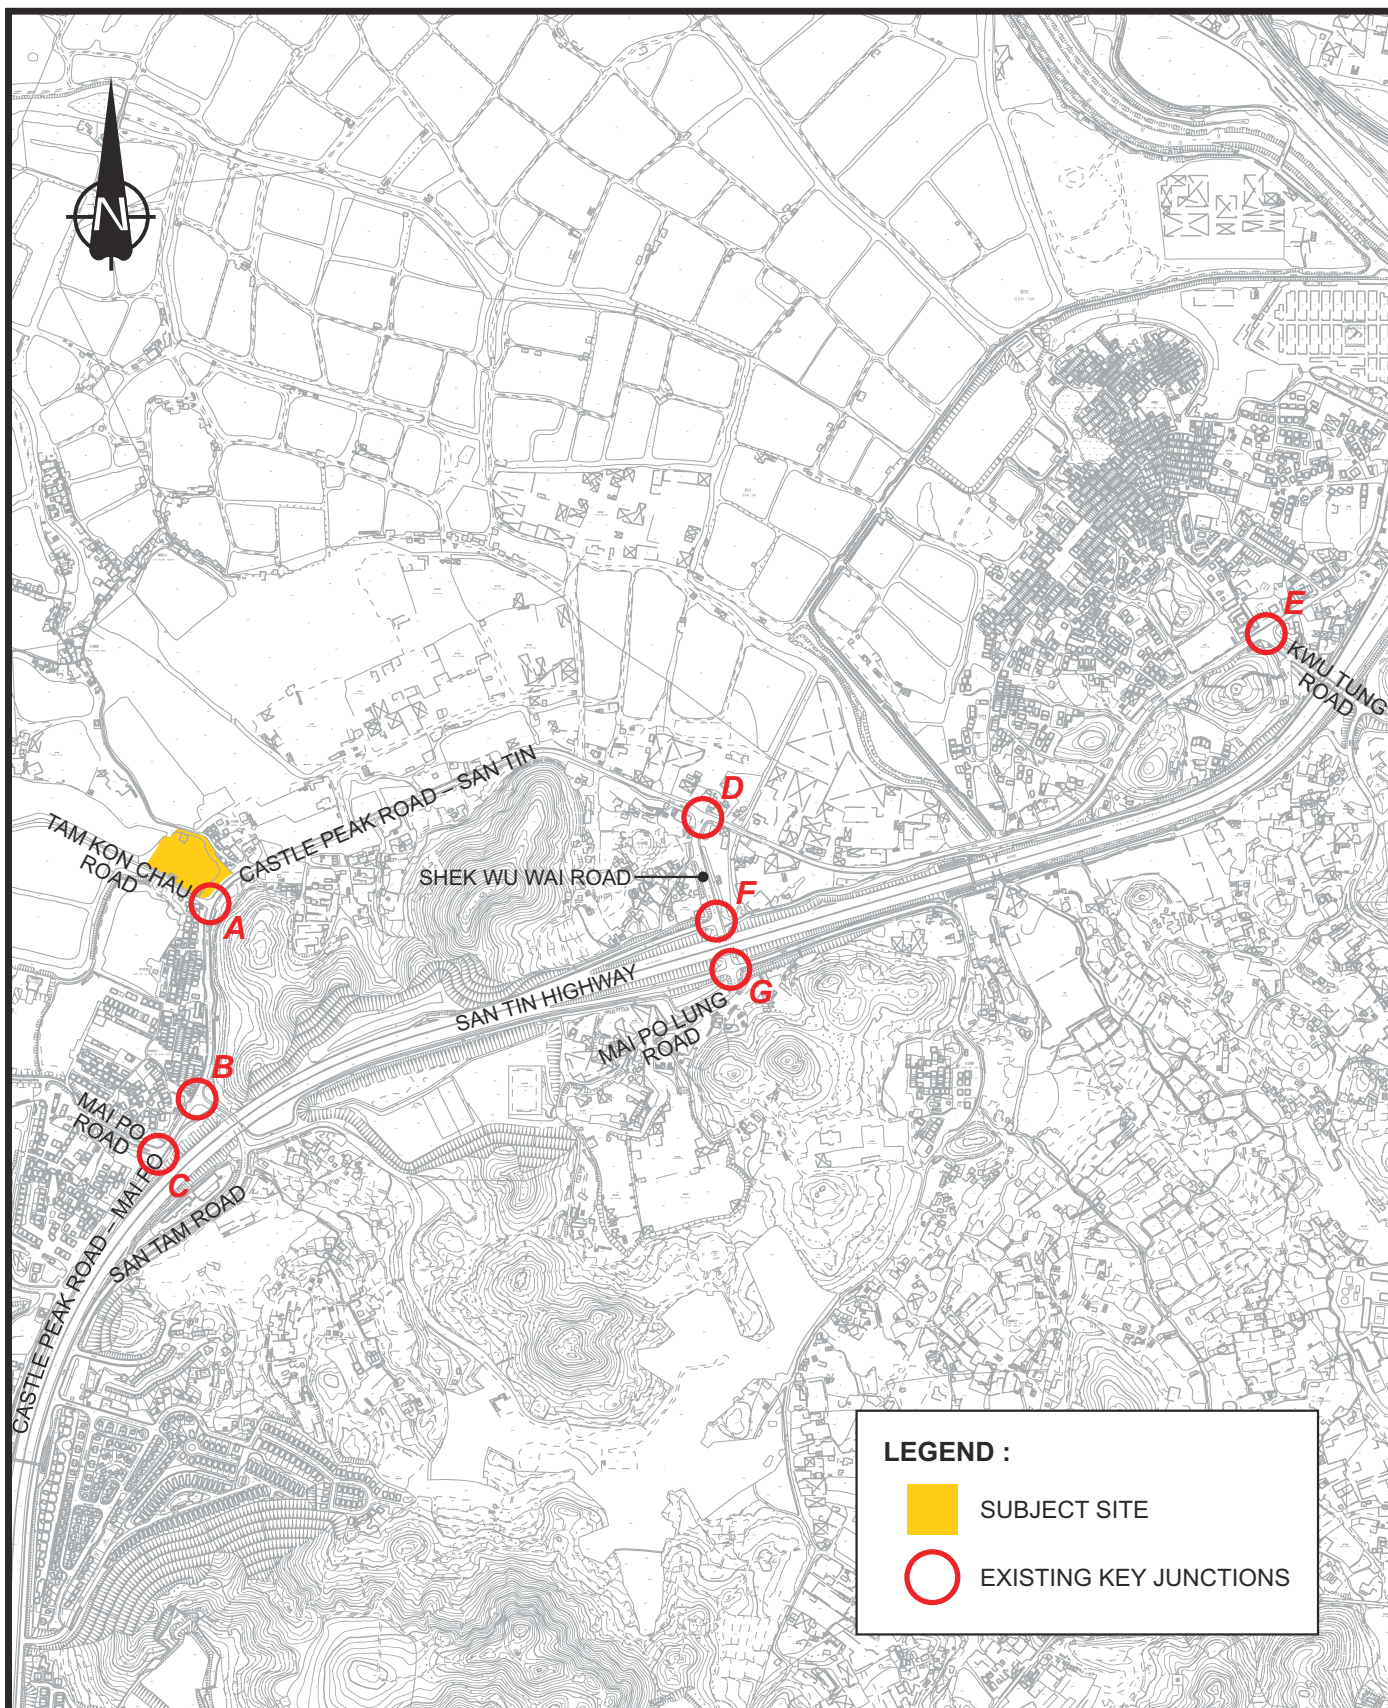 N
E
KWU TUNG
ROAD
CASTLE PEAK ROAD – SAN TIN
D
TAM KON CHAU
ROAD
SHEK WU WAI ROAD
F
A
SAN TIN HIGHWAY
G
MAI PO LUNG
ROAD
B
MAI PO
ROAD
C
CASTLE PEAK ROAD – MAI PO
SAN TAM ROAD
LEGEND :
SUBJECT SITE
EXISTING KEY JUNCTIONS